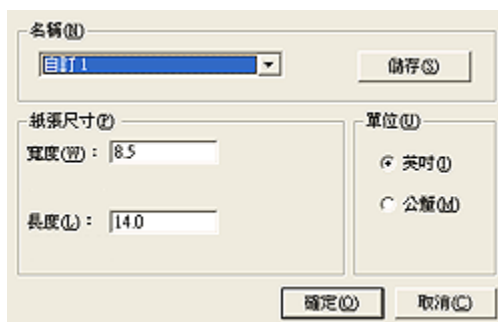 名稱(N)
自訂 1
儲存(S)
紙張尺寸(P)
寬度(W)： 8.5
長度(L)： 14.0
單位(U)
英吋(I)
公釐(M)
確定(O)
取消(C)